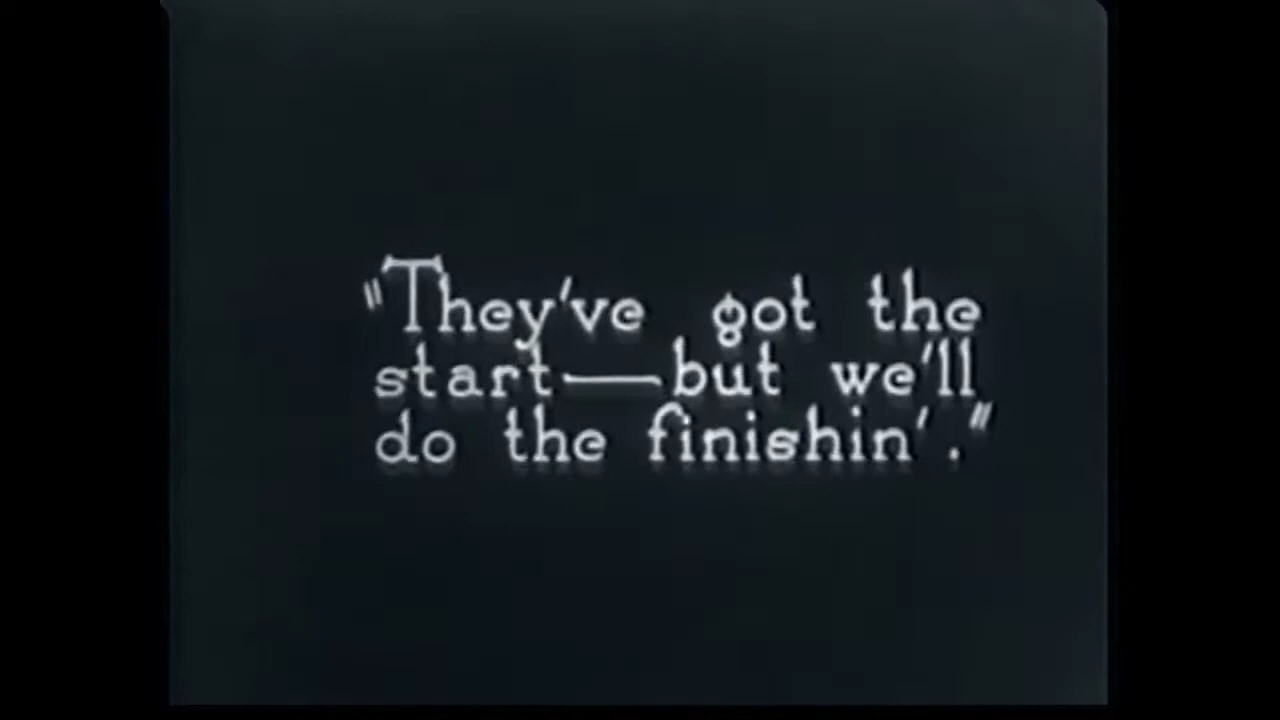 "They've got the
start—but we'll
do the finishin'."